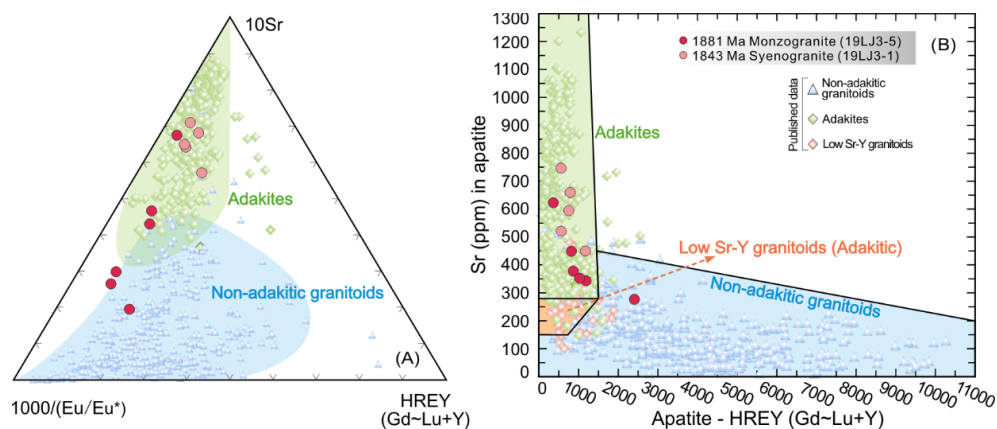 10Sr
Adakites
Non-adakitic granitoids
(A)
1000/(Eu/Eu*)
HREY
(Gd~Lu+Y)
1300
1200
1100
1000
900
800
700
600
500
400
300
200
100
0
Sr (ppm) in apatite
(B)
1881 Ma Monzogranite (19LJ3-5)
1843 Ma Syenogranite (19LJ3-1)
Published data
Non-adakitic
granitoids
Adakites
Low Sr-Y granitoids
Adakites
Low Sr-Y granitoids (Adakitic)
Non-adakitic granitoids
0 1000 2000 3000 4000 5000 6000 7000 8000 9000 10000 11000
Apatite - HREY (Gd~Lu+Y)